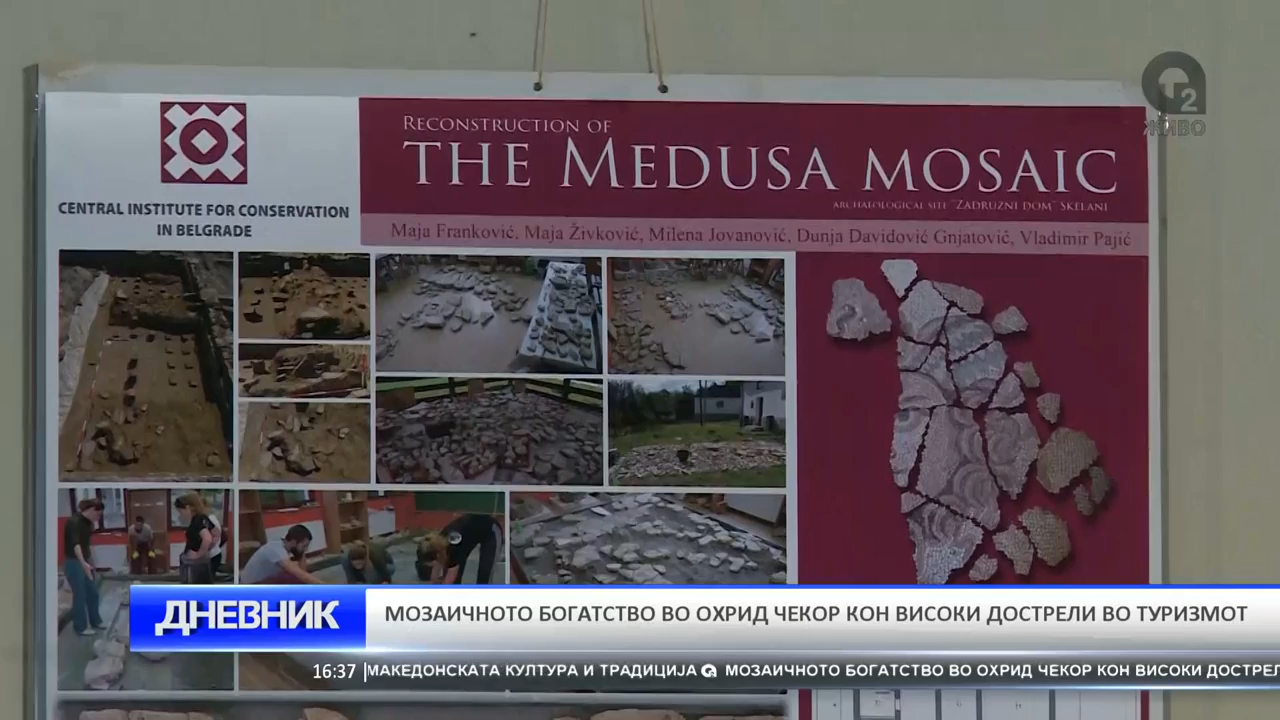 2
ЖИВО
RECONSTRUCTION OF
THE MEDUSA MOSAIC
ARCHAEOLOGICAL SITE "ZADRUZNI DOM" SKELANI
CENTRAL INSTITUTE FOR CONSERVATION
IN BELGRADE
Maja Franković, Maja Živković, Milena Jovanović, Dunja Davidović Gnjatović, Vladimir Pajić
ДНЕВНИК
МОЗАИЧНОТО БОГАТСТВО ВО ОХРИД ЧЕКОР КОН ВИСОКИ ДОСТРЕЛИ ВО ТУРИЗМОТ
16:37 МАКЕДОНСКАТА КУЛТУРА И ТРАДИЦИЈА МОЗАИЧНОТО БОГАТСТВО ВО ОХРИД ЧЕКОР КОН ВИСОКИ ДОСТРЕЛ